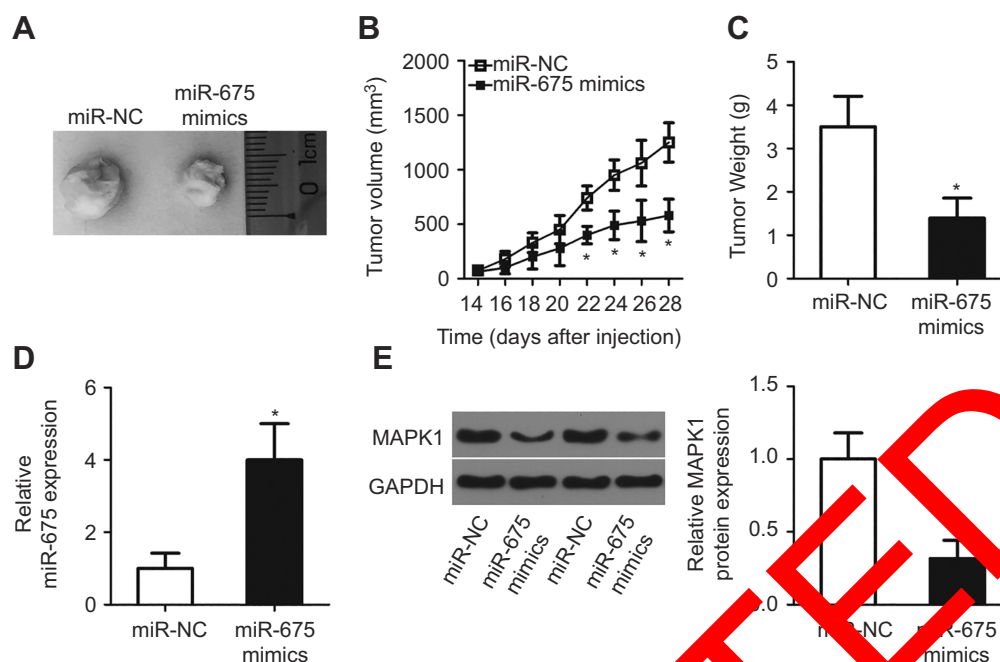 A
miR-NC
miR-675
mimics
0 1cm
B
Tumor volume (mm³)
2000
1500
1000
500
0
miR-NC
miR-675 mimics
* * * *
14 16 18 20 22 24 26 28
Time (days after injection)
C
Tumor Weight (g)
5
4
3
2
1
0
*
miR-NC
miR-675
mimics
D
Relative
miR-675 expression
6
4
2
0
*
miR-NC
miR-675
mimics
E
MAPK1
GAPDH
miR-NC
miR-675
mimics
miR-NC
miR-675
mimics
Relative MAPK1
protein expression
1.5
1.0
0.5
0.0
miR-NC
miR-675
mimics